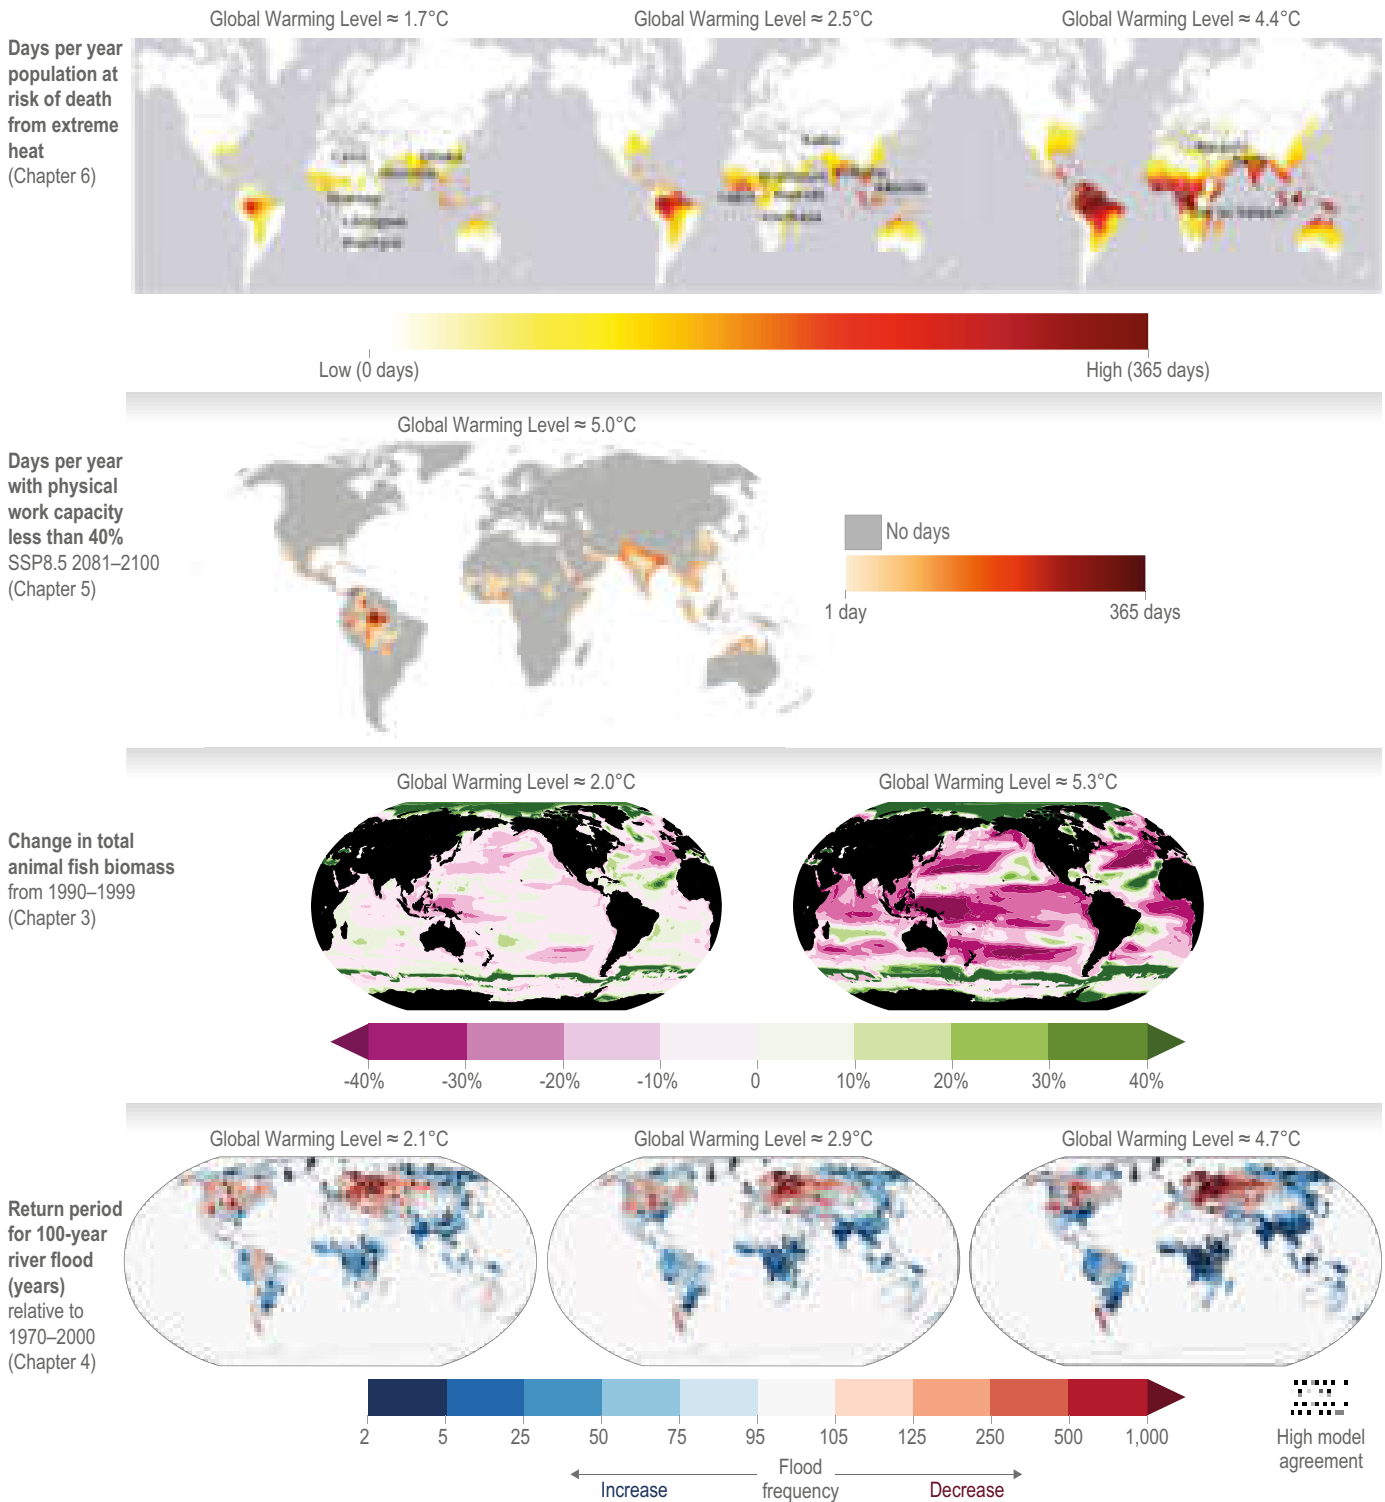 Global Warming Level ≈ 1.7°C
Global Warming Level ≈ 2.5°C
Global Warming Level ≈ 4.4°C
Days per year
population at
risk of death
from extreme
heat
(Chapter 6)
Low (0 days)
High (365 days)
Global Warming Level ≈ 5.0°C
Days per year
with physical
work capacity
less than 40%
SSP8.5 2081–2100
(Chapter 5)
No days
1 day
365 days
Global Warming Level ≈ 2.0°C
Global Warming Level ≈ 5.3°C
Change in total
animal fish biomass
from 1990–1999
(Chapter 3)
-40% -30% -20% -10% 0 10% 20% 30% 40%
Global Warming Level ≈ 2.1°C
Global Warming Level ≈ 2.9°C
Global Warming Level ≈ 4.7°C
Return period
for 100-year
river flood
(years)
relative to
1970–2000
(Chapter 4)
2 5 25 50 75 95 105 125 250 500 1,000
Flood
frequency
Increase
Decrease
High model
agreement